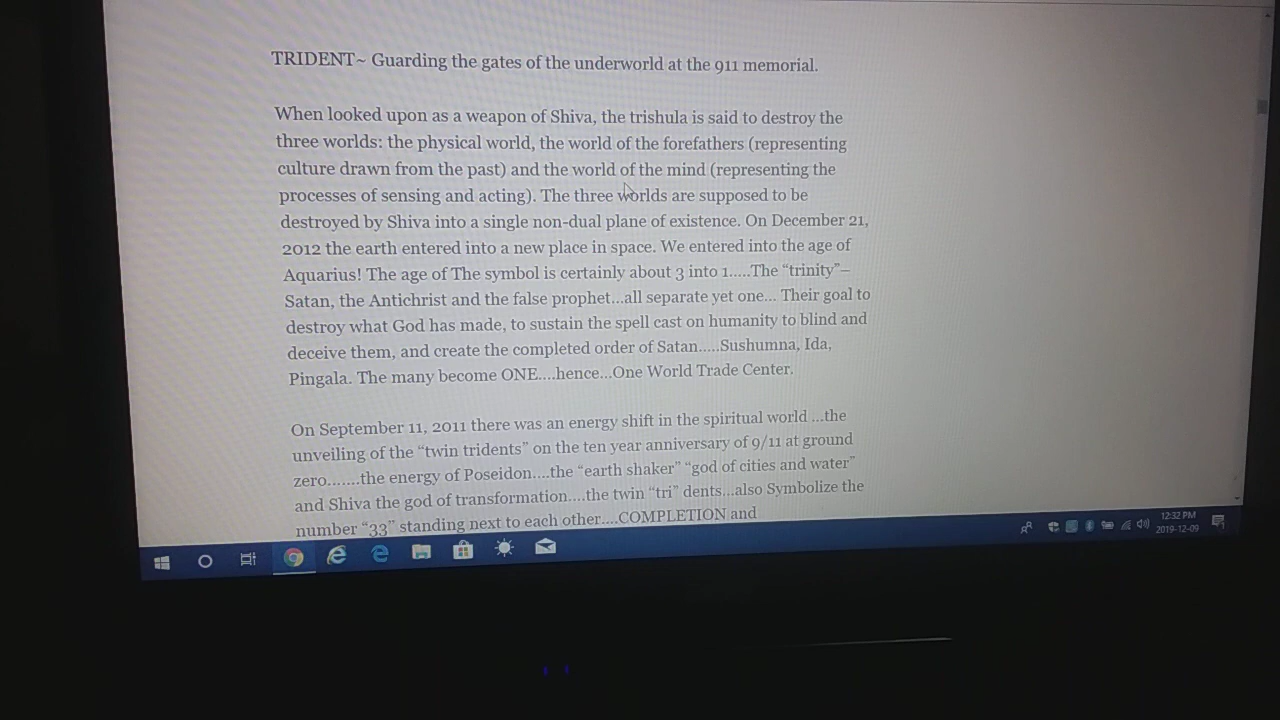 TRIDENT~ Guarding the gates of the underworld at the 911 memorial.
When looked upon as a weapon of Shiva, the trishula is said to destroy the
three worlds: the physical world, the world of the forefathers (representing
culture drawn from the past) and the world of the mind (representing the
processes of sensing and acting). The three worlds are supposed to be
destroyed by Shiva into a single non-dual plane of existence. On December 21,
2012 the earth entered into a new place in space. We entered into the age of
Aquarius! The age of The symbol is certainly about 3 into 1.....The “trinity”–
Satan, the Antichrist and the false prophet...all separate yet one... Their goal to
destroy what God has made, to sustain the spell cast on humanity to blind and
deceive them, and create the completed order of Satan.....Sushumna, Ida,
Pingala. The many become ONE....hence...One World Trade Center.
On September 11, 2011 there was an energy shift in the spiritual world ...the
unveiling of the “twin tridents” on the ten year anniversary of 9/11 at ground
zero.......the energy of Poseidon....the “earth shaker” “god of cities and water”
and Shiva the god of transformation....the twin “tri” dents...also Symbolize the
number “33” standing next to each other....COMPLETION and
12:32 PM
2019-12-09